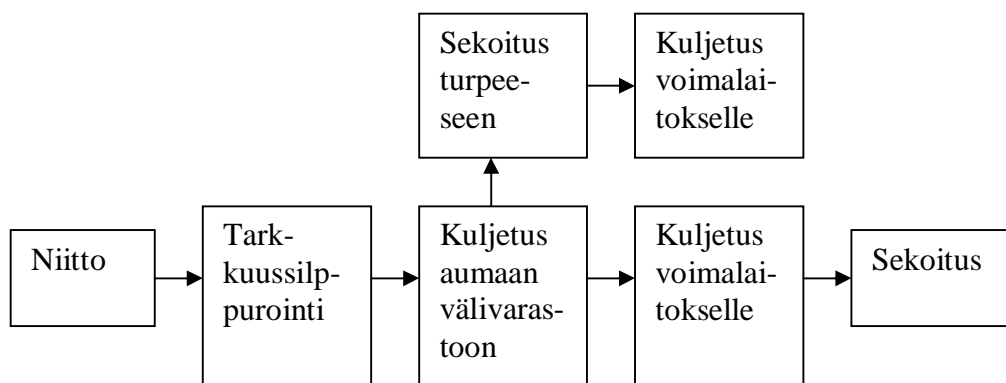 Sekoitus
turpee-
seen
Kuljetus
voimalai-
tokselle
Niitto
Tark-
kuussilp-
purointi
Kuljetus
aumaan
välivaras-
toon
Kuljetus
voimalai-
tokselle
Sekoitus